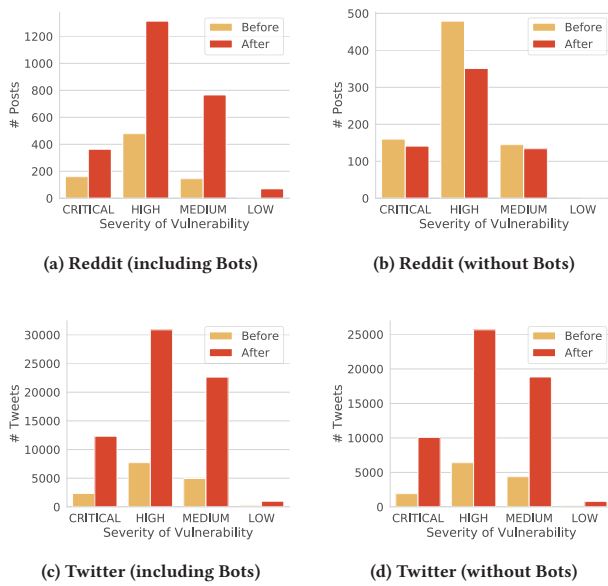 1200
1000
800
600
400
200
0
# Posts
Before
After
CRITICAL HIGH MEDIUM LOW
Severity of Vulnerability
(a) Reddit (including Bots)
500
400
300
200
100
0
# Posts
Before
After
CRITICAL HIGH MEDIUM LOW
Severity of Vulnerability
(b) Reddit (without Bots)
30000
25000
20000
15000
10000
5000
0
# Tweets
Before
After
CRITICAL HIGH MEDIUM LOW
Severity of Vulnerability
(c) Twitter (including Bots)
25000
20000
15000
10000
5000
0
# Tweets
Before
After
CRITICAL HIGH MEDIUM LOW
Severity of Vulnerability
(d) Twitter (without Bots)